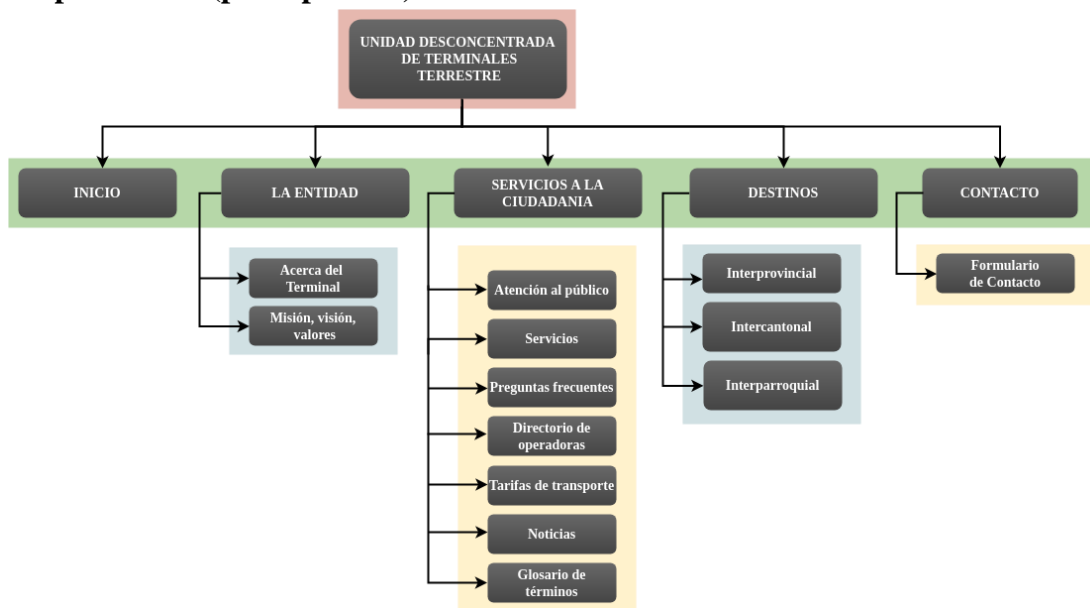 UNIDAD DESCONCENTRADA
DE TERMINALES
TERRESTRE
INICIO
LA ENTIDAD
SERVICIOS A LA
CIUDADANIA
DESTINOS
CONTACTO
Acerca del
Terminal
Misión, visión,
valores
Atención al público
Servicios
Preguntas frecuentes
Directorio de
operadoras
Tarifas de transporte
Noticias
Glosario de
términos
Interprovincial
Intercantonal
Interparroquial
Formulario
de Contacto